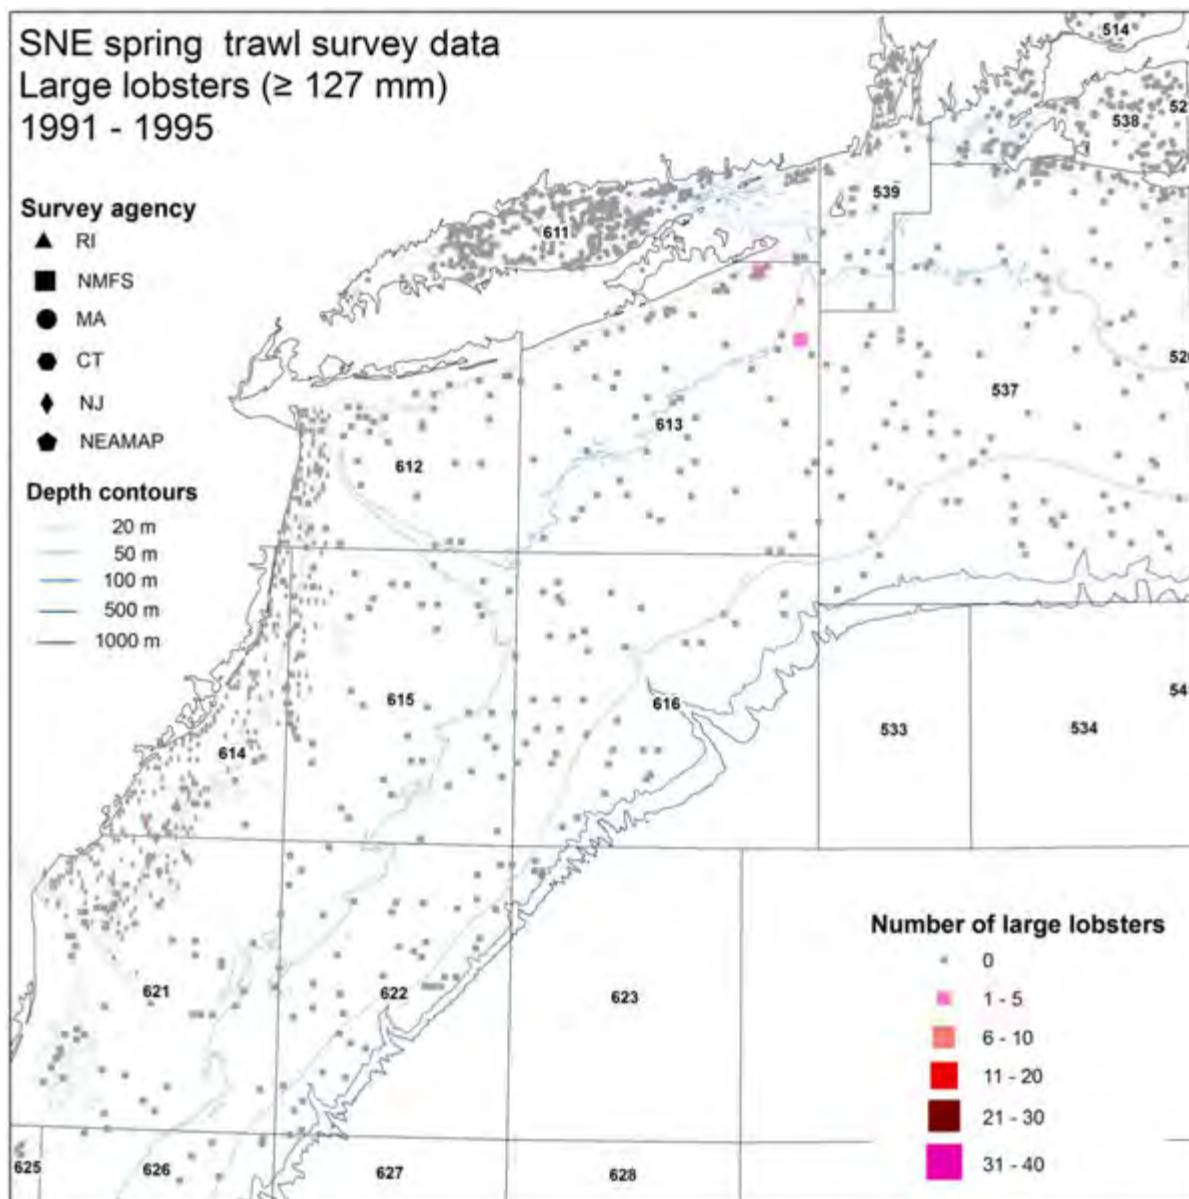 SNE spring trawl survey data
Large lobsters (≥ 127 mm)
1991 - 1995
Survey agency
RI
NMFS
MA
CT
NJ
NEAMAP
Depth contours
20 m
50 m
100 m
500 m
1000 m
514
538
539
611
537
613
612
615
616
614
533
534
621
622
623
625
626
627
628
Number of large lobsters
0
1 - 5
6 - 10
11 - 20
21 - 30
31 - 40